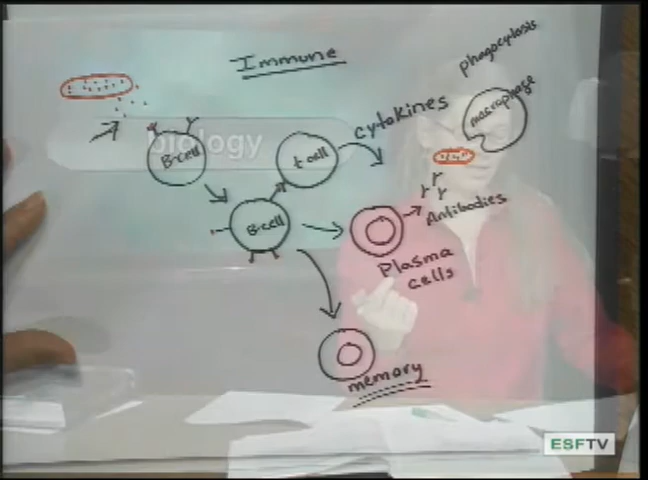 Immune
phagocytosis
macrophage
cytokines
B-cell
biology
t cell
B-cell
Antibodies
Plasma
cells
memory
ESFTV